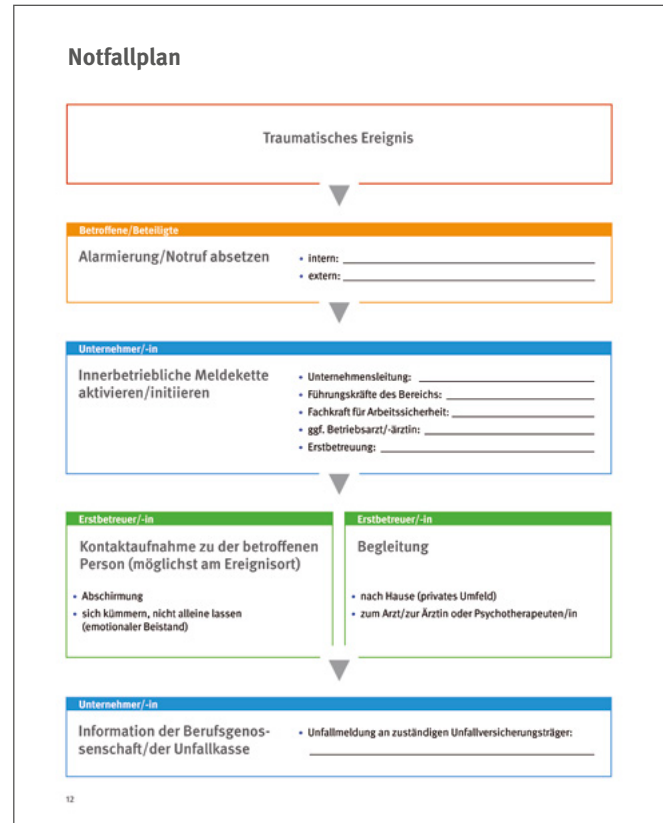 Notfallplan
Traumatisches Ereignis
Betroffene/Beteiligte
Alarmierung/Notruf absetzen
• intern:
• extern:
Unternehmer/-in
Innerbetriebliche Meldekette
aktivieren/initiieren
• Unternehmensleitung:
• Führungskräfte des Bereichs:
• Fachkraft für Arbeitssicherheit:
• ggf. Betriebsarzt/-ärztin:
• Erstbetreuung:
Erstbetreuer/-in
Kontaktaufnahme zu der betroffenen
Person (möglichst am Ereignisort)
• Abschirmung
• sich kümmern, nicht alleine lassen
(emotionaler Beistand)
Erstbetreuer/-in
Begleitung
• nach Hause (privates Umfeld)
• zum Arzt/zur Ärztin oder Psychotherapeuten/in
Unternehmer/-in
Information der Berufsgenos-
senschaft/der Unfallkasse
• Unfallmeldung an zuständigen Unfallversicherungsträger:
12